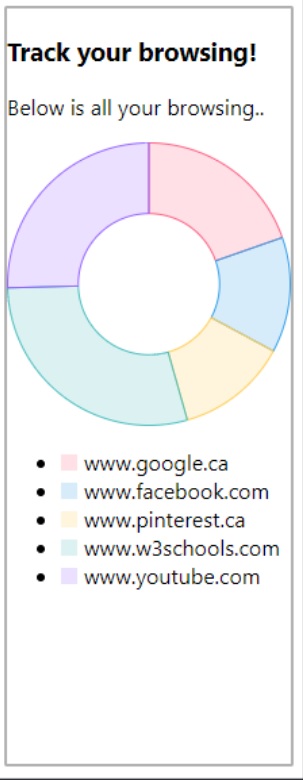 Track your browsing!
Below is all your browsing..
www.google.ca
www.facebook.com
www.pinterest.ca
www.w3schools.com
www.youtube.com